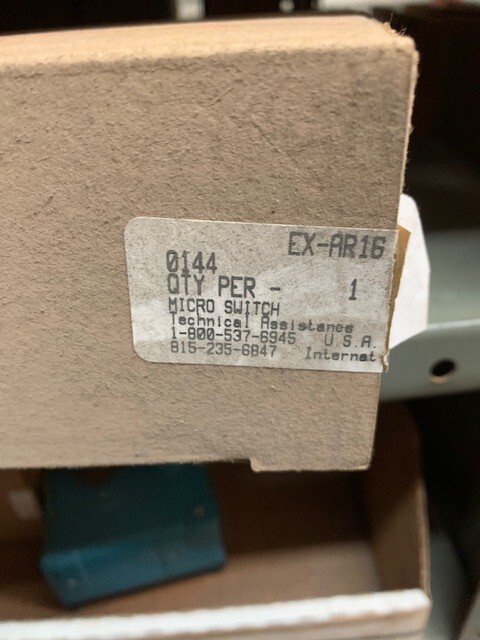 EX-AR16
0144
QTY PER - 1
MICRO SWITCH
Technical Assistance
1-800-537-6945 U.S.A.
815-235-6847 Internat